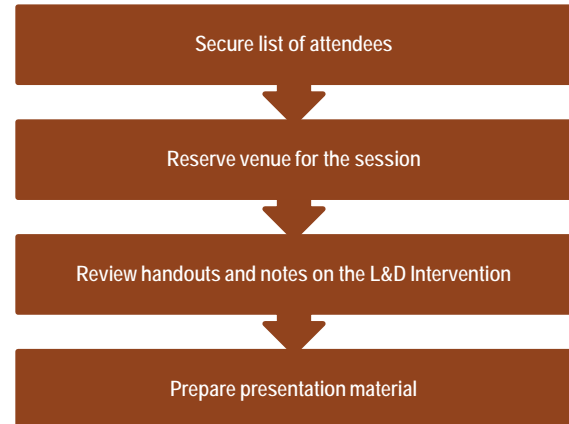 Secure list of attendees
Reserve venue for the session
Review handouts and notes on the L&D Intervention
Prepare presentation material